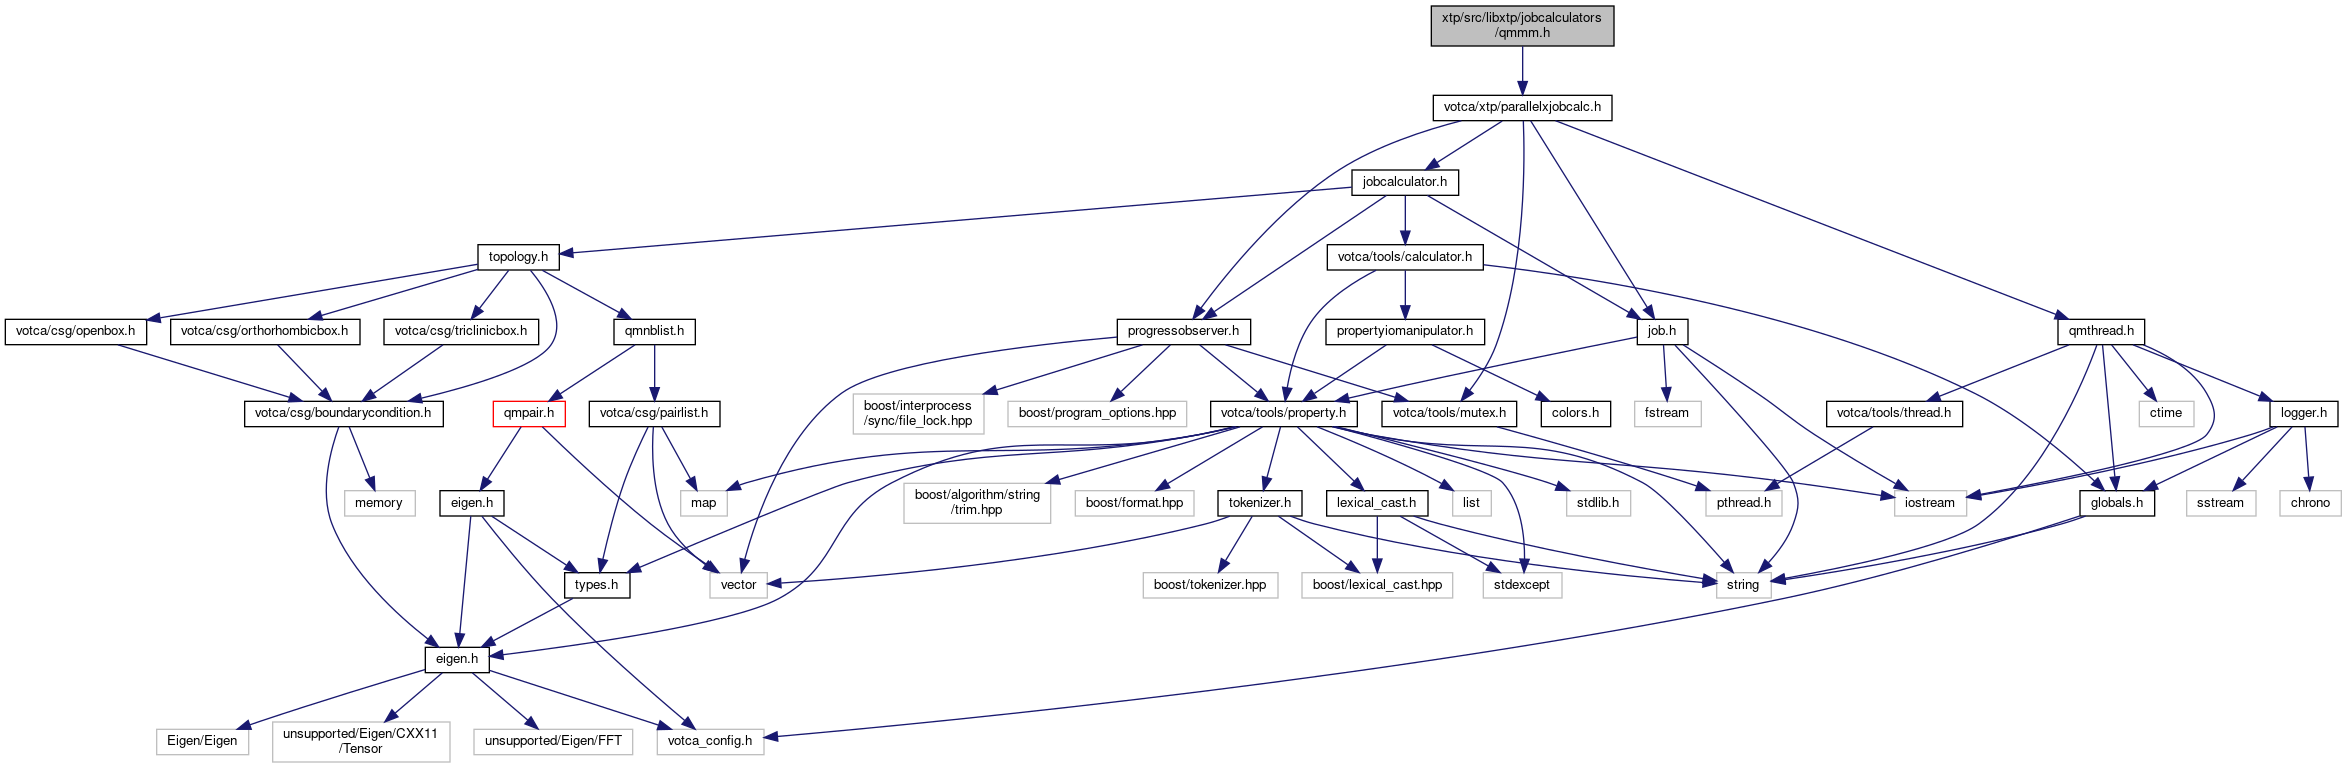 xtp/src/libxtp/jobcalculators
/qmmm.h
votca/xtp/parallelxjobcalc.h
jobcalculator.h
topology.h
votca/tools/calculator.h
votca/csg/openbox.h
votca/csg/orthorhombicbox.h
votca/csg/triclinicbox.h
qmnblist.h
progressobserver.h
propertyiomanipulator.h
job.h
qmthread.h
votca/csg/boundarycondition.h
qmpair.h
votca/csg/pairlist.h
boost/interprocess
/sync/file_lock.hpp
boost/program_options.hpp
votca/tools/property.h
votca/tools/mutex.h
colors.h
fstream
votca/tools/thread.h
ctime
logger.h
memory
eigen.h
map
boost/algorithm/string
/trim.hpp
boost/format.hpp
tokenizer.h
lexical_cast.h
list
stdlib.h
pthread.h
iostream
globals.h
sstream
chrono
types.h
vector
boost/tokenizer.hpp
boost/lexical_cast.hpp
stdexcept
string
eigen.h
Eigen/Eigen
unsupported/Eigen/CXX11
/Tensor
unsupported/Eigen/FFT
votca_config.h